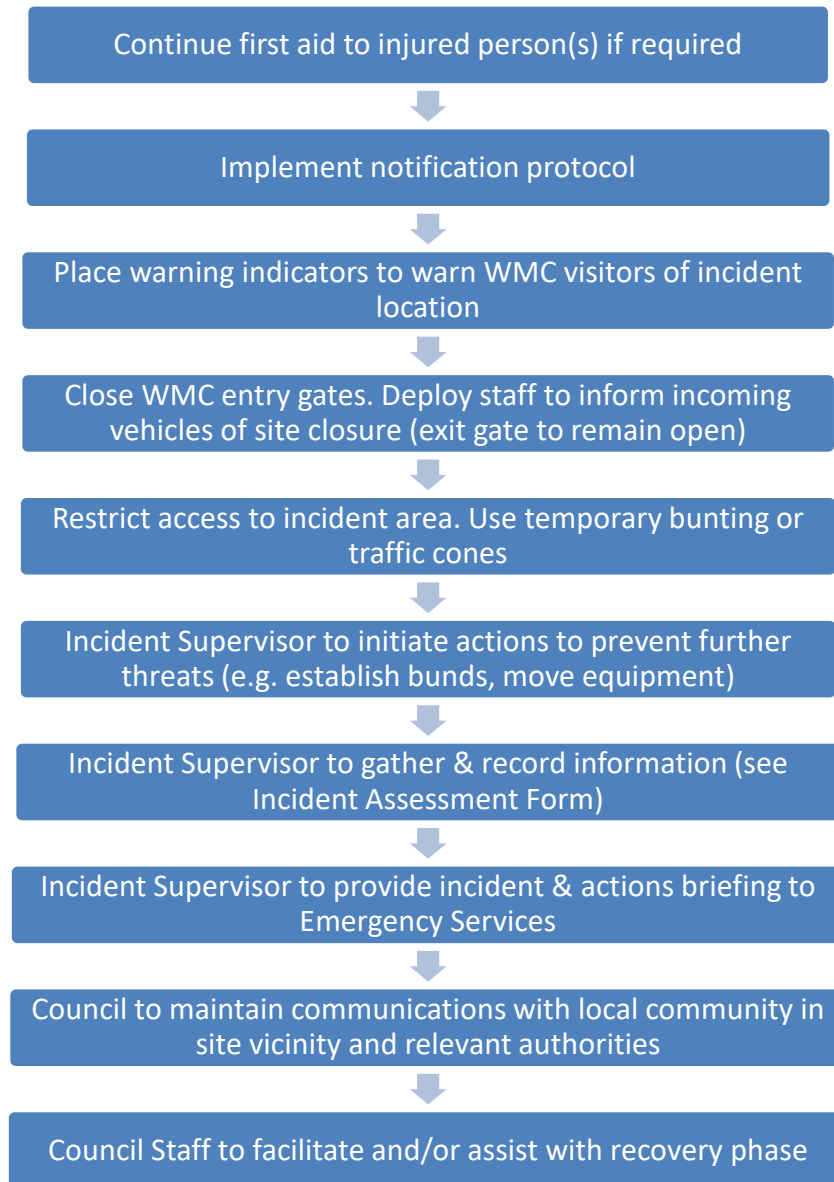 Continue first aid to injured person(s) if required
Implement notification protocol
Place warning indicators to warn WMC visitors of incident
location
Close WMC entry gates. Deploy staff to inform incoming
vehicles of site closure (exit gate to remain open)
Restrict access to incident area. Use temporary bunting or
traffic cones
Incident Supervisor to initiate actions to prevent further
threats (e.g. establish bunds, move equipment)
Incident Supervisor to gather & record information (see
Incident Assessment Form)
Incident Supervisor to provide incident & actions briefing to
Emergency Services
Council to maintain communications with local community in
site vicinity and relevant authorities
Council Staff to facilitate and/or assist with recovery phase